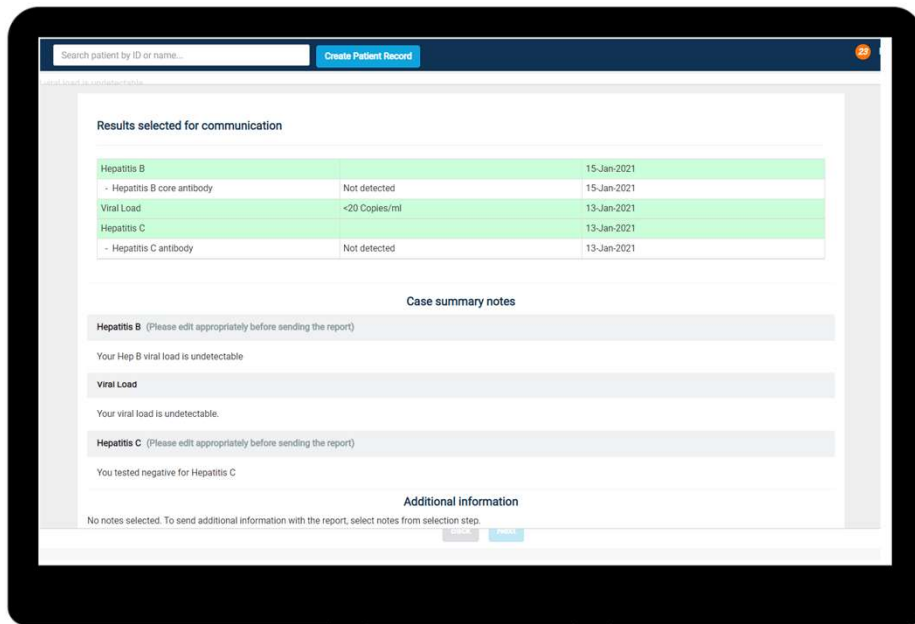 Search patient by ID or name...
Create Patient Record
23
viral load is undetectable
Results selected for communication
Hepatitis B 15-Jan-2021
- Hepatitis B core antibody Not detected 15-Jan-2021
Viral Load <20 Copies/ml 13-Jan-2021
Hepatitis C 13-Jan-2021
- Hepatitis C antibody Not detected 13-Jan-2021
Case summary notes
Hepatitis B (Please edit appropriately before sending the report)
Your Hep B viral load is undetectable
Viral Load
Your viral load is undetectable.
Hepatitis C (Please edit appropriately before sending the report)
You tested negative for Hepatitis C
Additional information
No notes selected. To send additional information with the report, select notes from selection step.